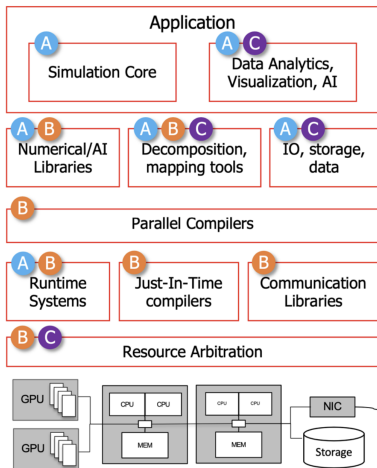 Application
A
Simulation Core
A C
Data Analytics,
Visualization, AI
A B
Numerical/AI
Libraries
A B C
Decomposition,
mapping tools
A C
IO, storage,
data
B
Parallel Compilers
A B
Runtime
Systems
B
Just-In-Time
compilers
B
Communication
Libraries
B C
Resource Arbitration
GPU
GPU
CPU CPU
MEM
CPU CPU
MEM
NIC
Storage